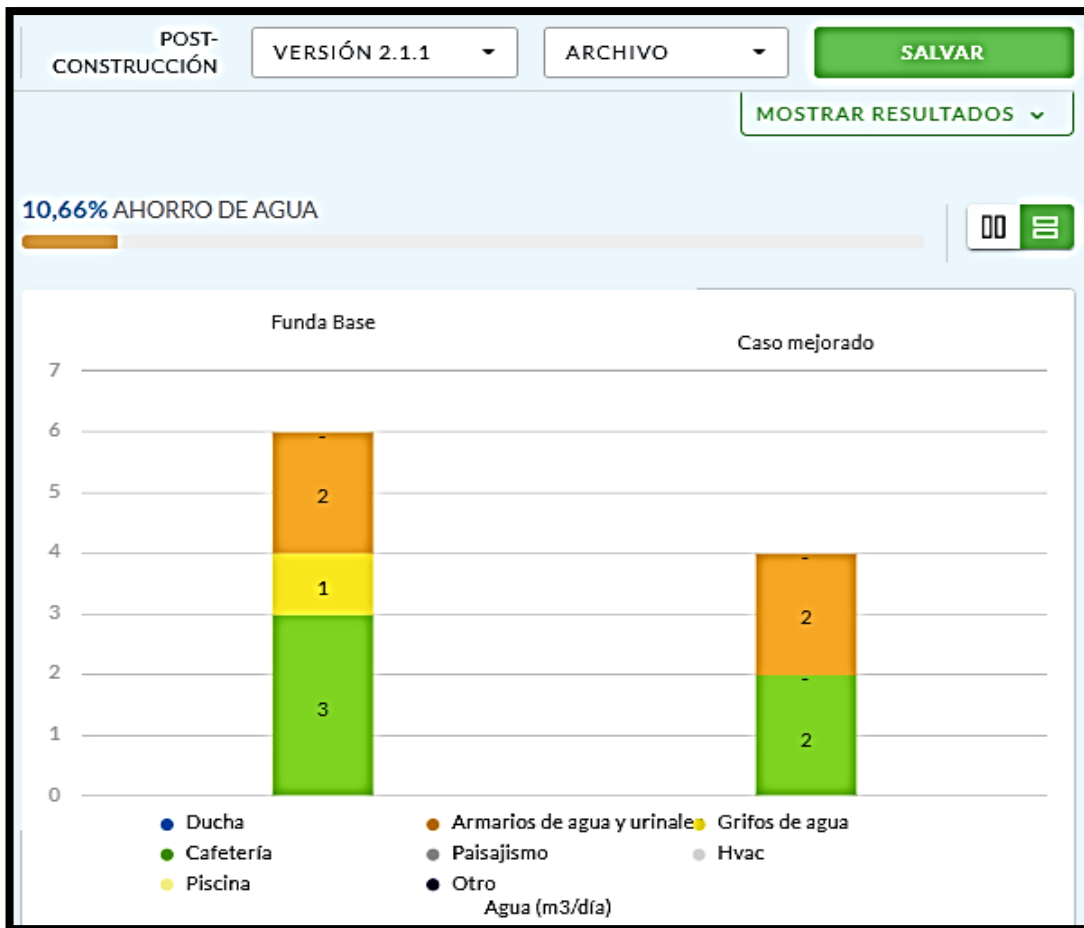 POST-
CONSTRUCCIÓN
VERSIÓN 2.1.1
ARCHIVO
SALVAR
MOSTRAR RESULTADOS
10,66% AHORRO DE AGUA
Funda Base
Caso mejorado
7
6
5
4
3
2
1
0
-
2
1
3
-
2
-
2
Ducha
Armarios de agua y urinales
Grifos de agua
Cafetería
Paisajismo
Hvac
Piscina
Otro
Agua (m3/día)